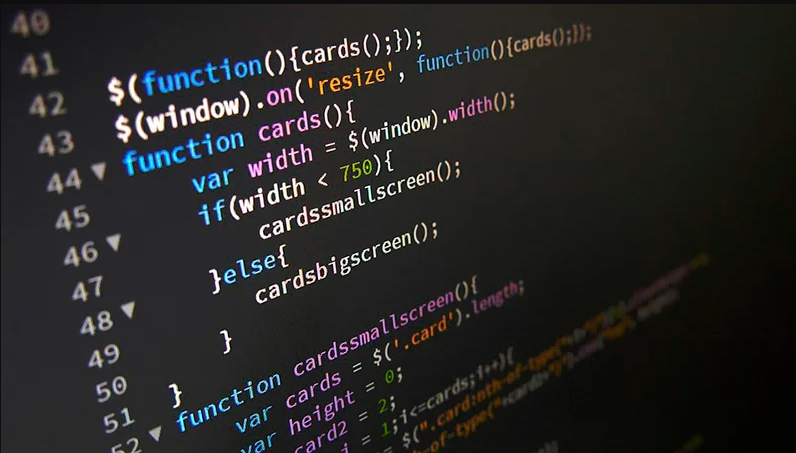 40
41
42 $(function(){cards();});
43 $(window).on('resize', function(){cards();});
44 function cards(){
45 var width = $(window).width();
46 if(width < 750){
47 cardssmallscreen();
48 }else{
49 cardsbigscreen();
50 }
51 }
52 function cardssmallscreen(){
var cards = $('.card').length;
var height = 0;
card2 = 2;
= 1;i<=cards;i++){
$(".card:nth-of-type("
-of-type("